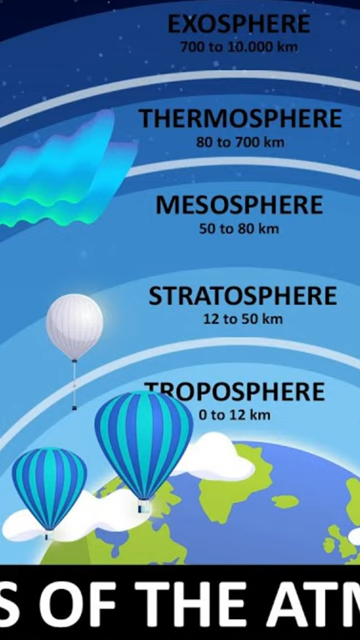 EXOSPHERE
700 to 10.000 km
THERMOSPHERE
80 to 700 km
MESOSPHERE
50 to 80 km
STRATOSPHERE
12 to 50 km
TROPOSPHERE
0 to 12 km
S OF THE ATM